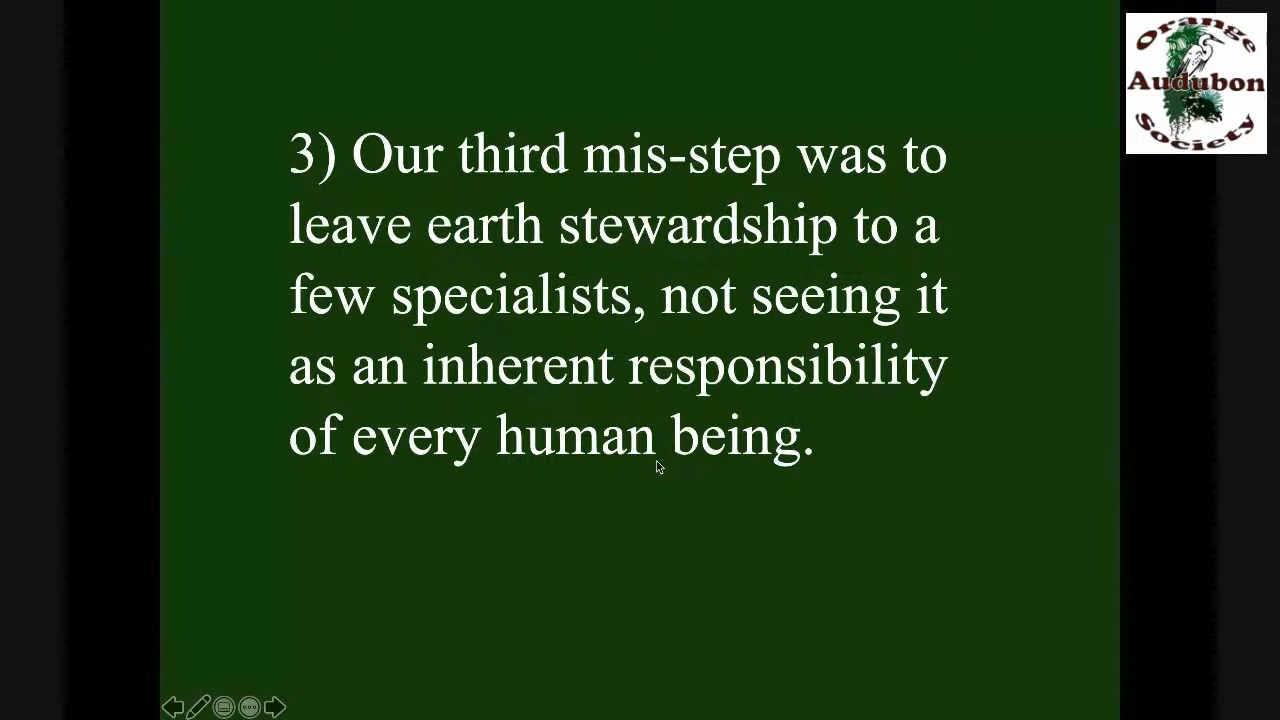 Orange
Audubon
Society
3) Our third mis-step was to
leave earth stewardship to a
few specialists, not seeing it
as an inherent responsibility
of every human being.